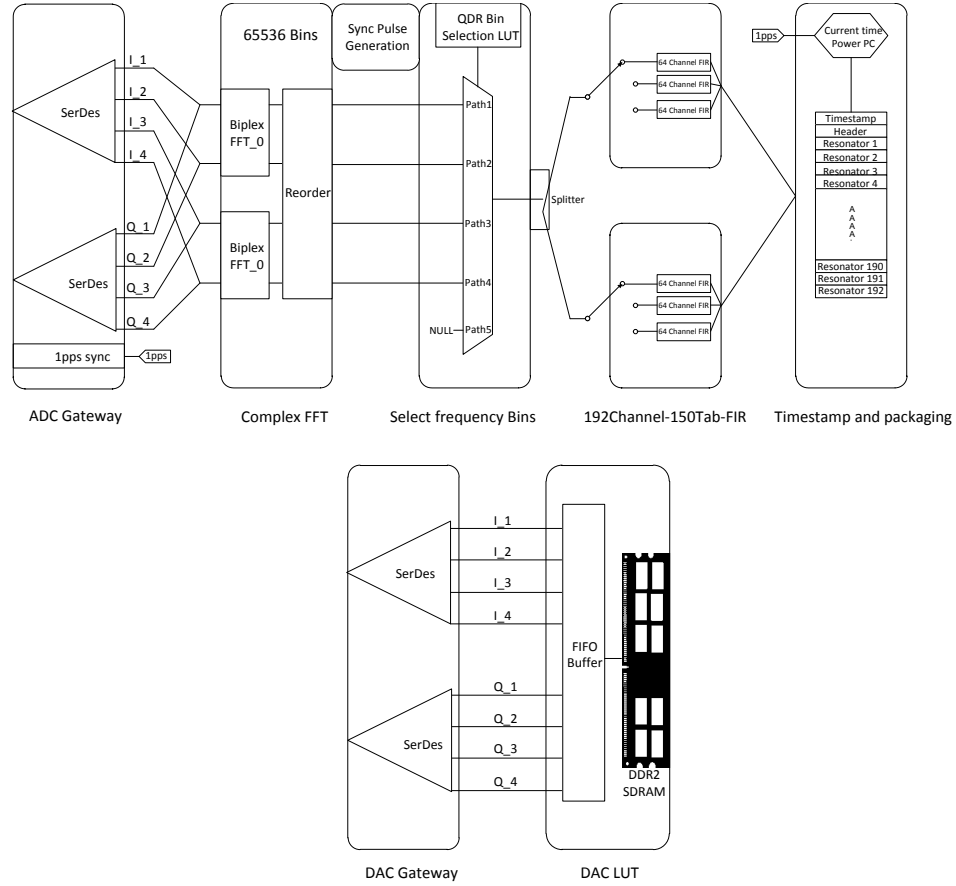 I_1
I_2
I_3
I_4
SerDes
Q_1
Q_2
Q_3
Q_4
SerDes
1pps sync
1pps
ADC Gateway
65536 Bins
Biplex
FFT_0
Biplex
FFT_0
Reorder
Complex FFT
Sync Pulse
Generation
QDR Bin
Selection LUT
Path1
Path2
Path3
Path4
NULL
Path5
Splitter
Select frequency Bins
64 Channel FIR
64 Channel FIR
64 Channel FIR
64 Channel FIR
64 Channel FIR
64 Channel FIR
192Channel-150Tab-FIR
1pps
Current time
Power PC
Timestamp
Header
Resonator 1
Resonator 2
Resonator 3
Resonator 4
A
A
A
A
Resonator 190
Resonator 191
Resonator 192
Timestamp and packaging
I_1
I_2
I_3
I_4
SerDes
Q_1
Q_2
Q_3
Q_4
SerDes
DAC Gateway
FIFO
Buffer
DDR2
SDRAM
DAC LUT